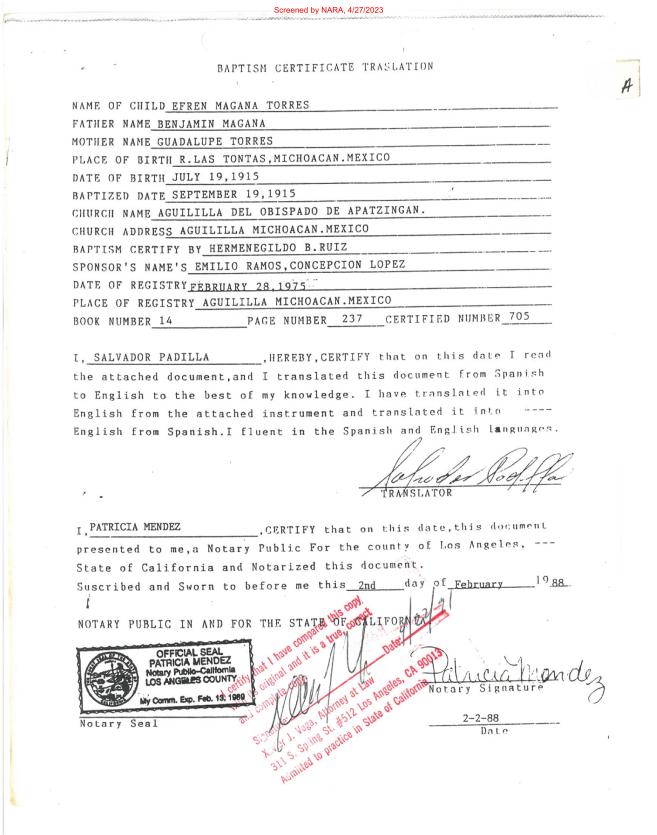 Screened by NARA, 4/27/2023
BAPTISM CERTIFICATE TRASLATION
A
NAME OF CHILD EFREN MAGANA TORRES
FATHER NAME BENJAMIN MAGANA
MOTHER NAME GUADALUPE TORRES
PLACE OF BIRTH R.LAS TONTAS,MICHOACAN.MEXICO
DATE OF BIRTH JULY 19,1915
BAPTIZED DATE SEPTEMBER 19,1915
CHURCH NAME AGUILILLA DEL OBISPADO DE APATZINGAN.
CHURCH ADDRESS AGUILILLA MICHOACAN.MEXICO
BAPTISM CERTIFY BY HERMENEGILDO B.RUIZ
SPONSOR'S NAME'S EMILIO RAMOS,CONCEPCION LOPEZ
DATE OF REGISTRY FEBRUARY 28,1975
PLACE OF REGISTRY AGUILILLA MICHOACAN.MEXICO
BOOK NUMBER 14 PAGE NUMBER 237 CERTIFIED NUMBER 705
I, SALVADOR PADILLA ,HEREBY,CERTIFY that on this date I read
the attached document,and I translated this document from Spanish
to English to the best of my knowledge. I have translated it into
English from the attached instrument and translated it into ----
English from Spanish.I fluent in the Spanish and English languages.
Salvador Padilla
TRANSLATOR
I, PATRICIA MENDEZ ,CERTIFY that on this date,this document
presented to me,a Notary Public For the county of Los Angeles, ---
State of California and Notarized this document.
Suscribed and Sworn to before me this 2nd day of February 1988
NOTARY PUBLIC IN AND FOR THE STATE OF CALIFORNIA
I certify that I have compared this copy
original and it is a true, correct
and complete copy
Date:
X J. Vega, Attorney at Law
311 S. Spring St. #512 Los Angeles, CA 90013
Admitted to practice in State of California
OFFICIAL SEAL
PATRICIA MENDEZ
Notary Public-California
LOS ANGELES COUNTY
My Comm. Exp. Feb. 13, 1989
Notary Seal
Patricia Mendez
Notary Signature
2-2-88
Date